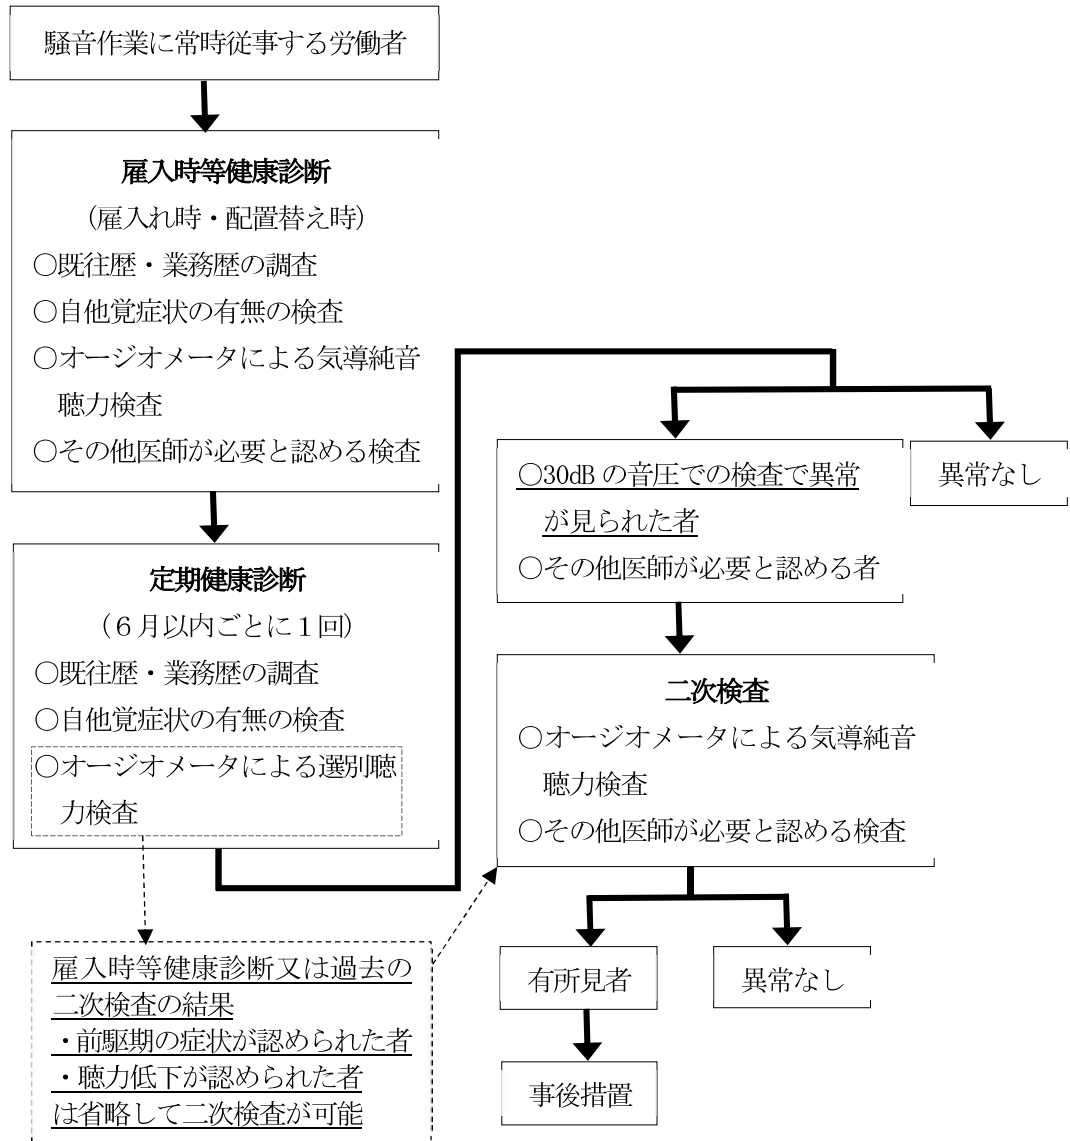 騒音作業に常時従事する労働者
雇入時等健康診断
(雇入れ時・配置替え時)
○既往歴・業務歴の調査
○自他覚症状の有無の検査
○オージオメータによる気導純音
聴力検査
○その他医師が必要と認める検査
定期健康診断
(６月以内ごとに１回)
○既往歴・業務歴の調査
○自他覚症状の有無の検査
○オージオメータによる選別聴
力検査
雇入時等健康診断又は過去の
二次検査の結果
・前駆期の症状が認められた者
・聴力低下が認められた者
は省略して二次検査が可能
○30dB の音圧での検査で異常
が見られた者
○その他医師が必要と認める者
異常なし
二次検査
○オージオメータによる気導純音
聴力検査
○その他医師が必要と認める検査
有所見者
異常なし
事後措置